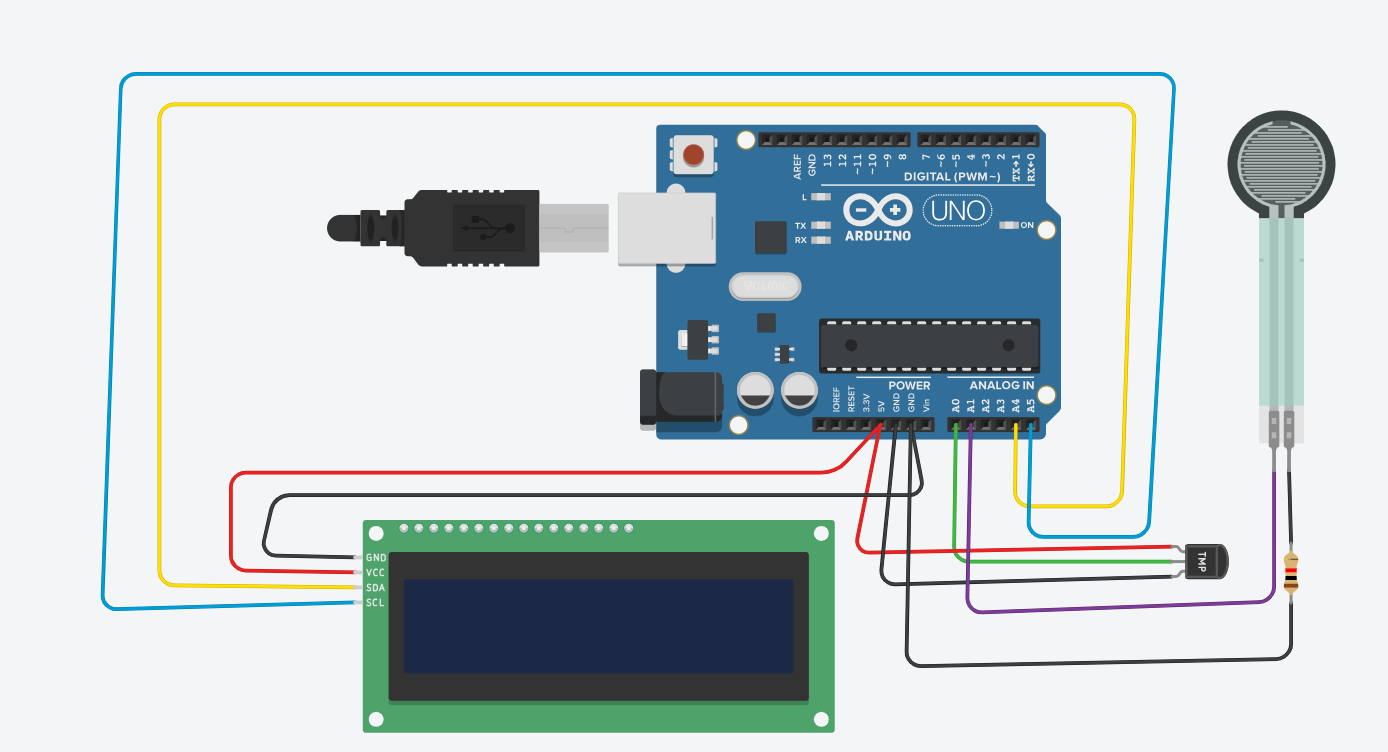 AREF
GND
13
12
~11
~10
~9
8
7
~6
~5
4
~3
2
TX→1
RX←0
DIGITAL (PWM~)
L
TX
RX
ARDUINO
UNO
ON
POWER
ANALOG IN
IOREF
RESET
3.3V
5V
GND
GND
Vin
A0
A1
A2
A3
A4
A5
GND
VCC
SDA
SCL
TMP